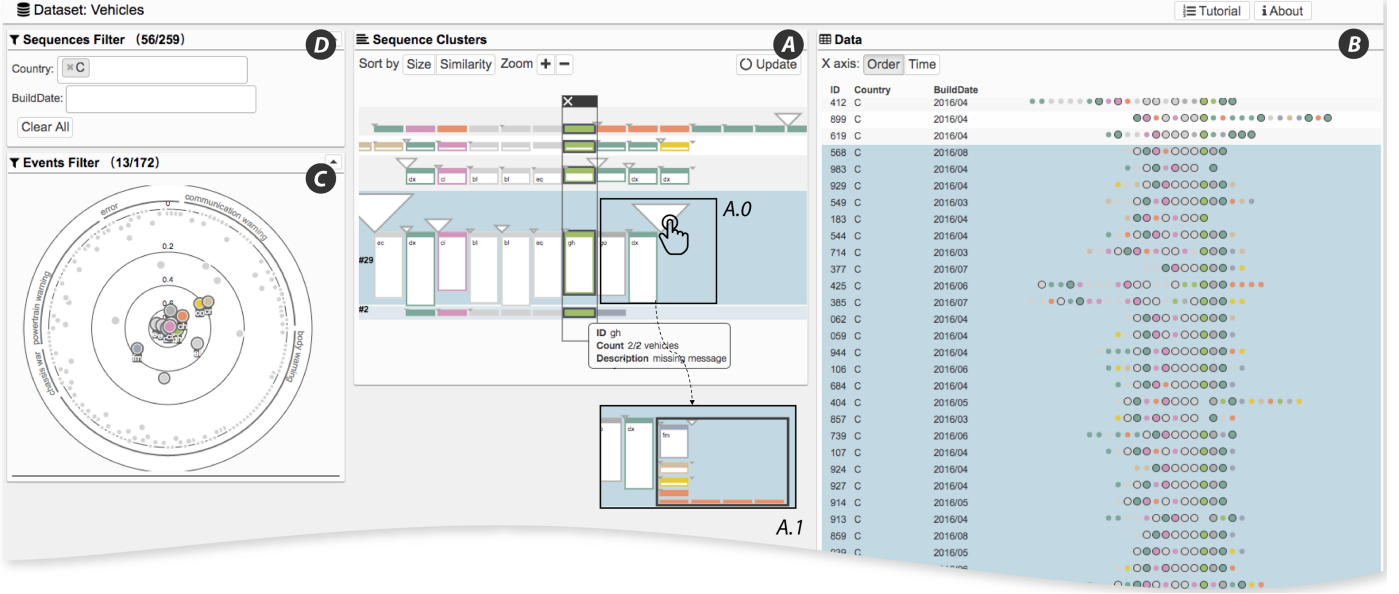 Dataset: Vehicles
Tutorial
About
Sequences Filter (56/259)
D
Country: C
BuildDate:
Clear All
Events Filter (13/172)
C
error
communication warning
powertrain warning
body warning
chassis war
0
0.2
0.4
Sequence Clusters
A
Sort by Size Similarity Zoom + −
Update
dx ci bl bl ec dx dx
A.0
ec dx ci bl bl eq gh go dx
#29
#2
ID gh
Count 2/2 vehicles
Description missing message
dx fm
A.1
Data
B
X axis: Order Time
ID Country BuildDate
412 C 2016/04
899 C 2016/04
619 C 2016/04
568 C 2016/08
983 C 2016/04
929 C 2016/04
549 C 2016/03
183 C 2016/04
544 C 2016/04
714 C 2016/03
377 C 2016/07
425 C 2016/06
385 C 2016/07
062 C 2016/04
059 C 2016/04
944 C 2016/04
106 C 2016/06
684 C 2016/04
404 C 2016/05
857 C 2016/03
739 C 2016/06
107 C 2016/04
924 C 2016/04
927 C 2016/04
914 C 2016/05
913 C 2016/04
859 C 2016/08
C 2016/05